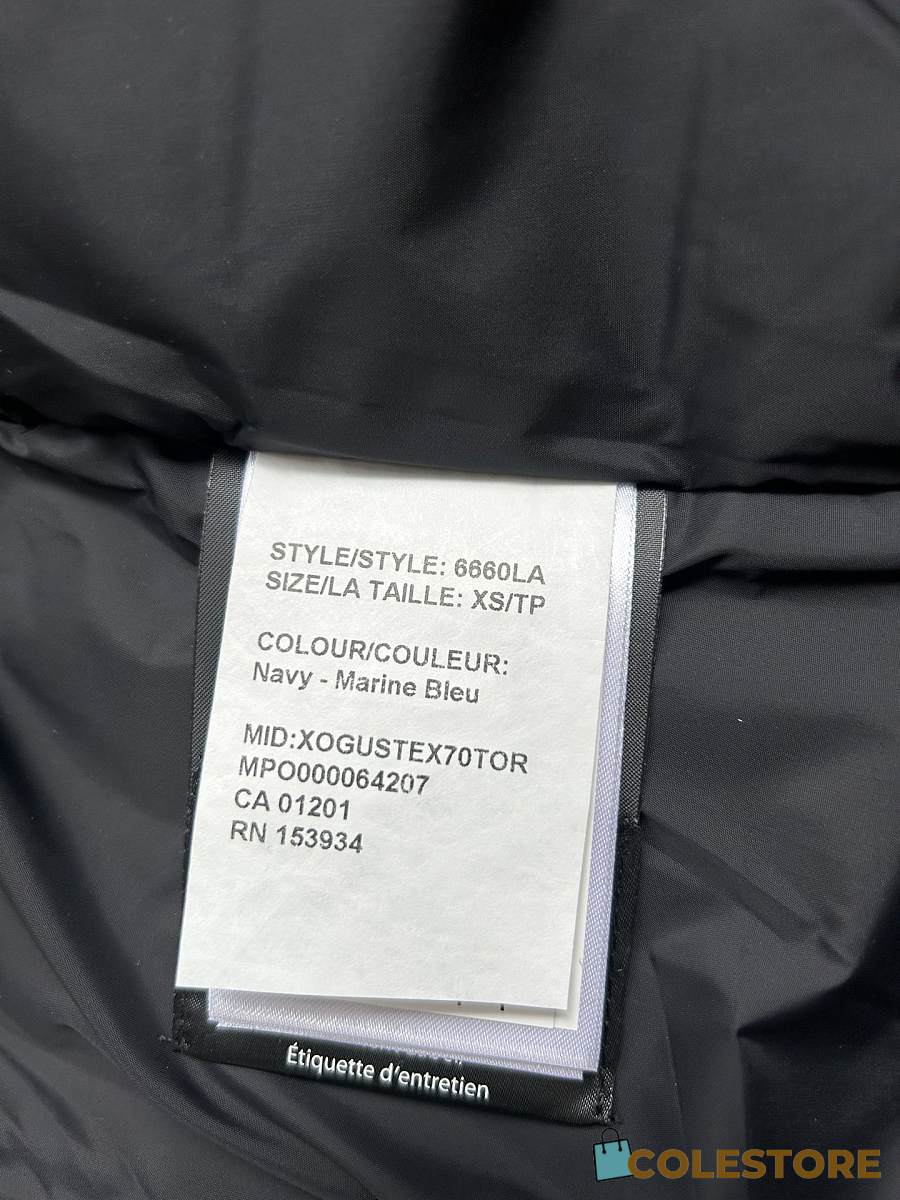 STYLE/STYLE: 6660LA
SIZE/LA TAILLE: XS/TP
COLOUR/COULEUR:
Navy - Marine Bleu
MID:XOGUSTEX70TOR
MPO000064207
CA 01201
RN 153934
Étiquette d'entretien
COLESTORE